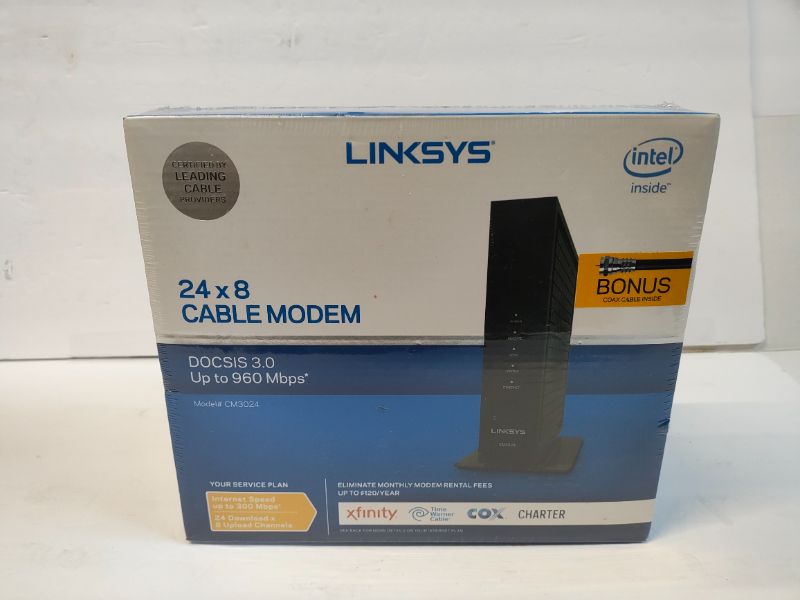 CERTIFIED BY
LEADING
CABLE
PROVIDERS
LINKSYS
intel
inside™
24 x 8
CABLE MODEM
BONUS
COAX CABLE INSIDE
DOCSIS 3.0
Up to 960 Mbps*
Model# CM3024
LINKSYS
YOUR SERVICE PLAN
Internet Speed
up to 300 Mbps*
24 Download x
8 Upload Channels
ELIMINATE MONTHLY MODEM RENTAL FEES
UP TO $120/YEAR
xfinity
Time
Warner
Cable
COX
CHARTER